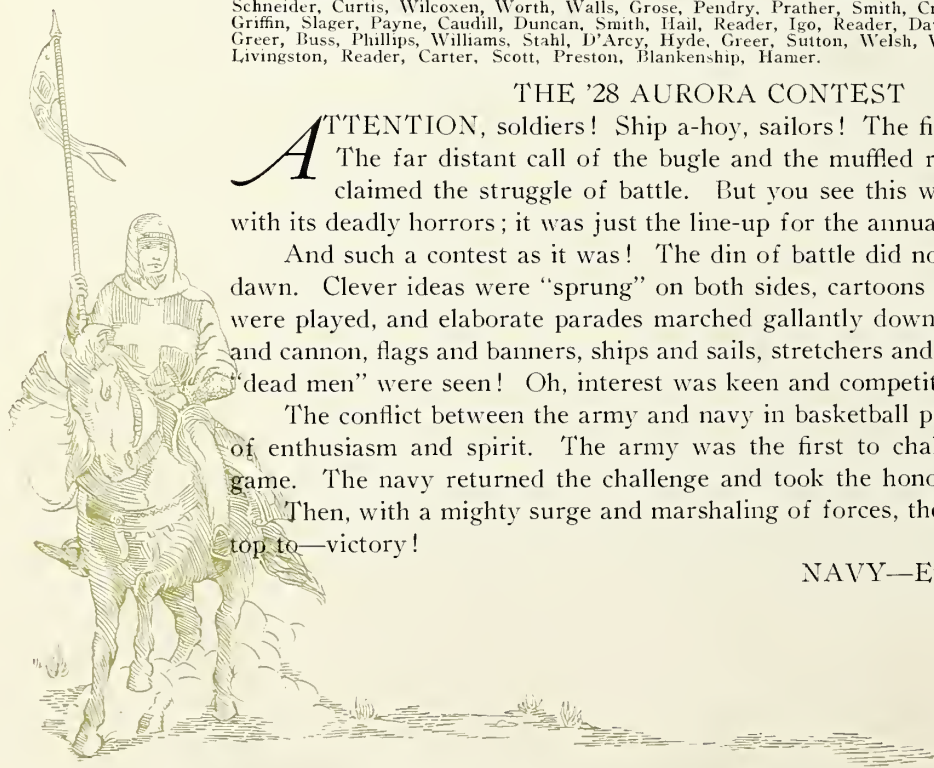 Schneider, Curtis, Wilcoxen, Worth, Walls, Grose, Pendry, Prather, Smith,
Griffin, Slager, Payne, Caudill, Duncan, Smith, Hail, Reader, Igo, Reader,
Greer, Buss, Phillips, Williams, Stahl, D'Arcy, Hyde, Greer, Sutton, Welsh,
Livingston, Reader, Carter, Scott, Preston, Blankenship, Hamer.
THE '28 AURORA CONTEST
ATTENTION, soldiers! Ship a-hoy, sailors! The
The far distant call of the bugle and the muffled
claimed the struggle of battle. But you see this
with its deadly horrors; it was just the line-up for the
And such a contest as it was! The din of battle did
dawn. Clever ideas were "sprung" on both sides, cartoons
were played, and elaborate parades marched gallantly down
and cannon, flags and banners, ships and sails, stretchers and
"dead men" were seen! Oh, interest was keen and
The conflict between the army and navy in basketball
of enthusiasm and spirit. The army was the first to
game. The navy returned the challenge and took the
Then, with a mighty surge and marshaling of forces,
top to—victory!
NAVY—E